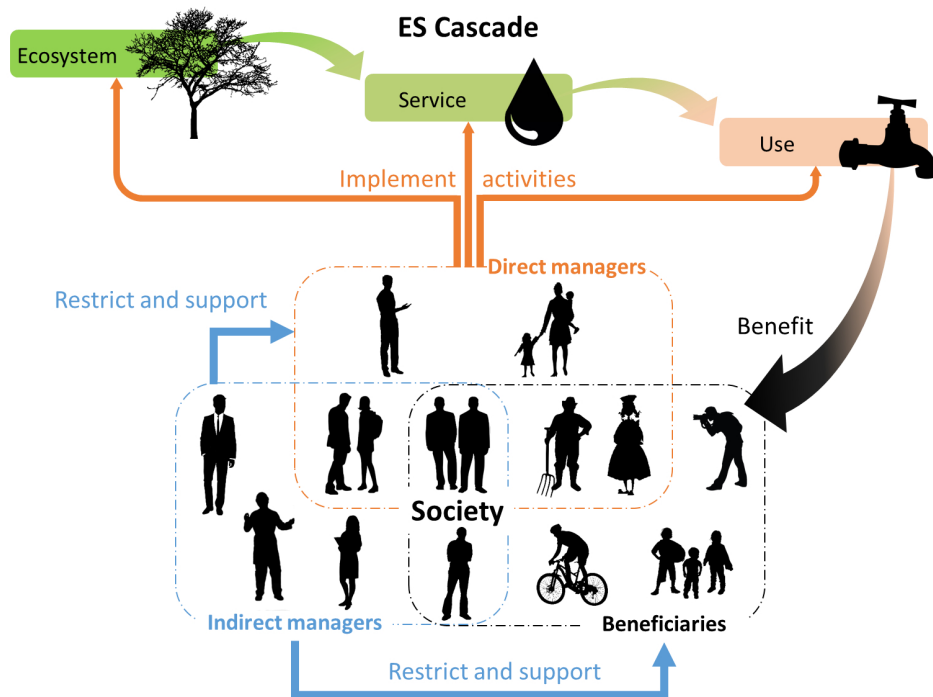 ES Cascade
Ecosystem
Service
Use
Implement activities
Direct managers
Restrict and support
Benefit
Society
Indirect managers
Beneficiaries
Restrict and support